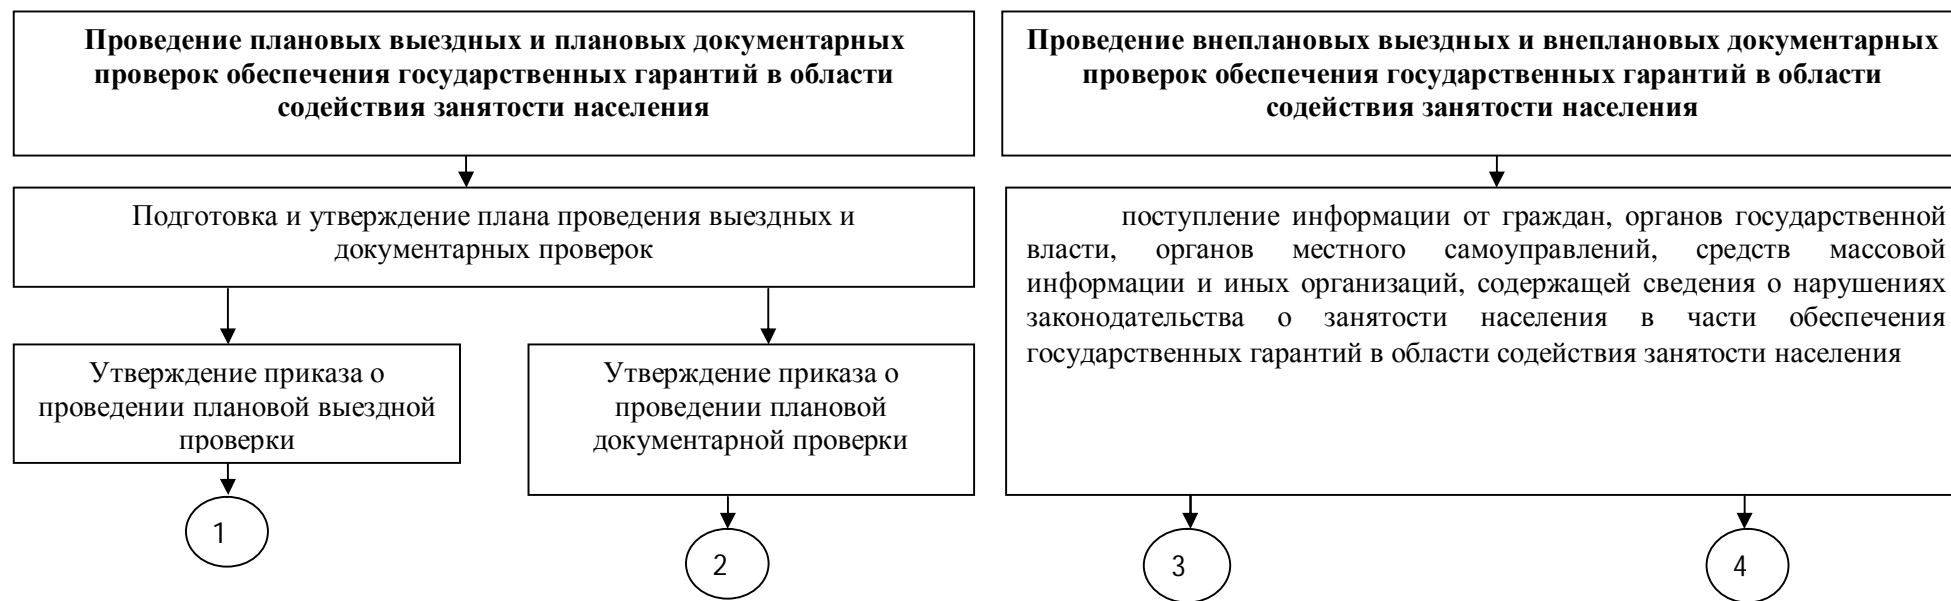 Проведение плановых выездных и плановых документарных
проверок обеспечения государственных гарантий в области
содействия занятости населения
Проведение внеплановых выездных и внеплановых документарных
проверок обеспечения государственных гарантий в области
содействия занятости населения
Подготовка и утверждение плана проведения выездных и
документарных проверок
поступление информации от граждан, органов государственной
власти, органов местного самоуправлений, средств массовой
информации и иных организаций, содержащей сведения о нарушениях
законодательства о занятости населения в части обеспечения
государственных гарантий в области содействия занятости населения
Утверждение приказа о
проведении плановой выездной
проверки
Утверждение приказа о
проведении плановой
документарной проверки
1
2
3
4